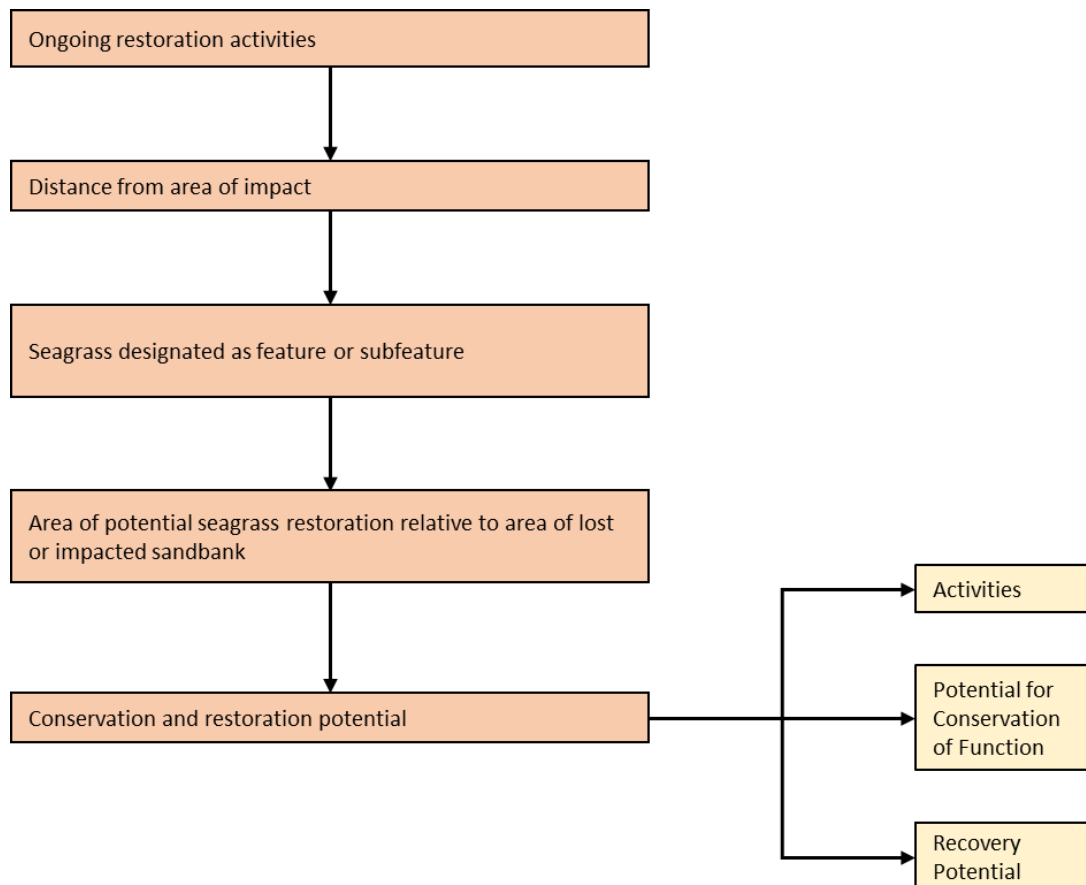 Ongoing restoration activities
Distance from area of impact
Seagrass designated as feature or subfeature
Area of potential seagrass restoration relative to area of lost
or impacted sandbank
Conservation and restoration potential
Activities
Potential for
Conservation
of Function
Recovery
Potential